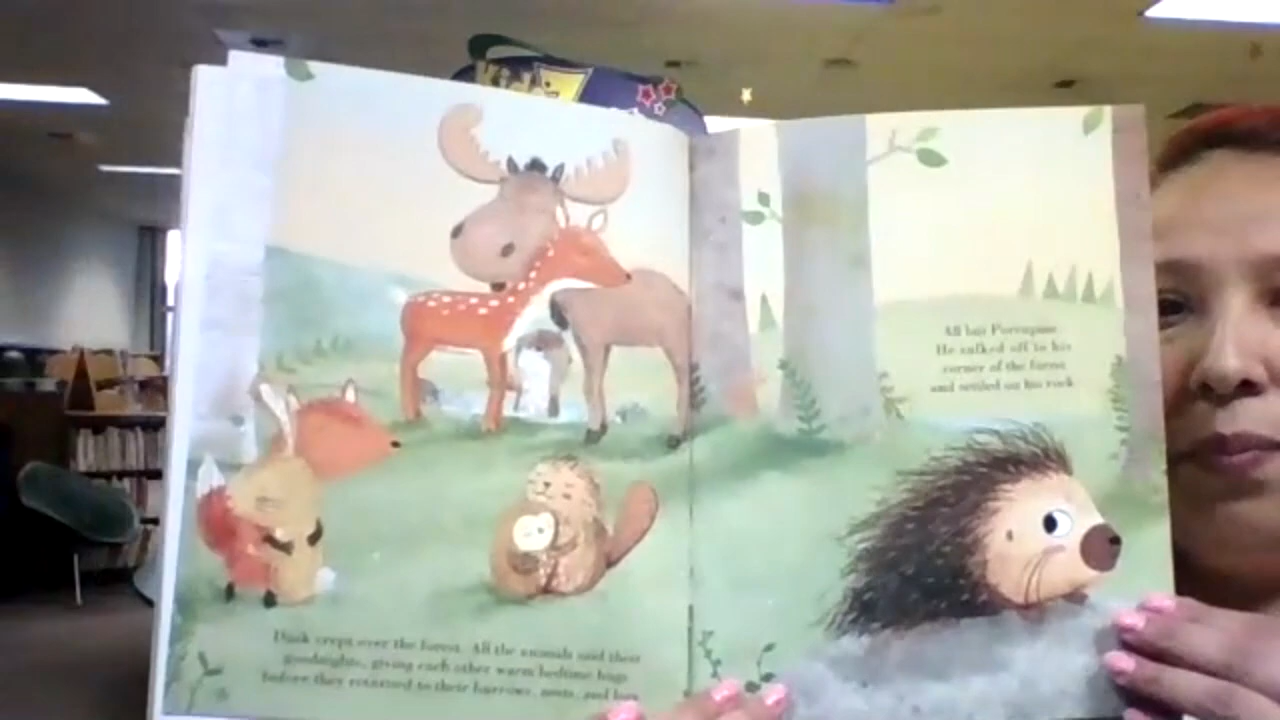 Dusk crept over the forest. All the animals said their
goodnights, giving each other warm bedtime hugs
before they returned to their burrows, nests, and
All but Porcupine.
He sulked off to his
corner of the forest
and settled on his rock